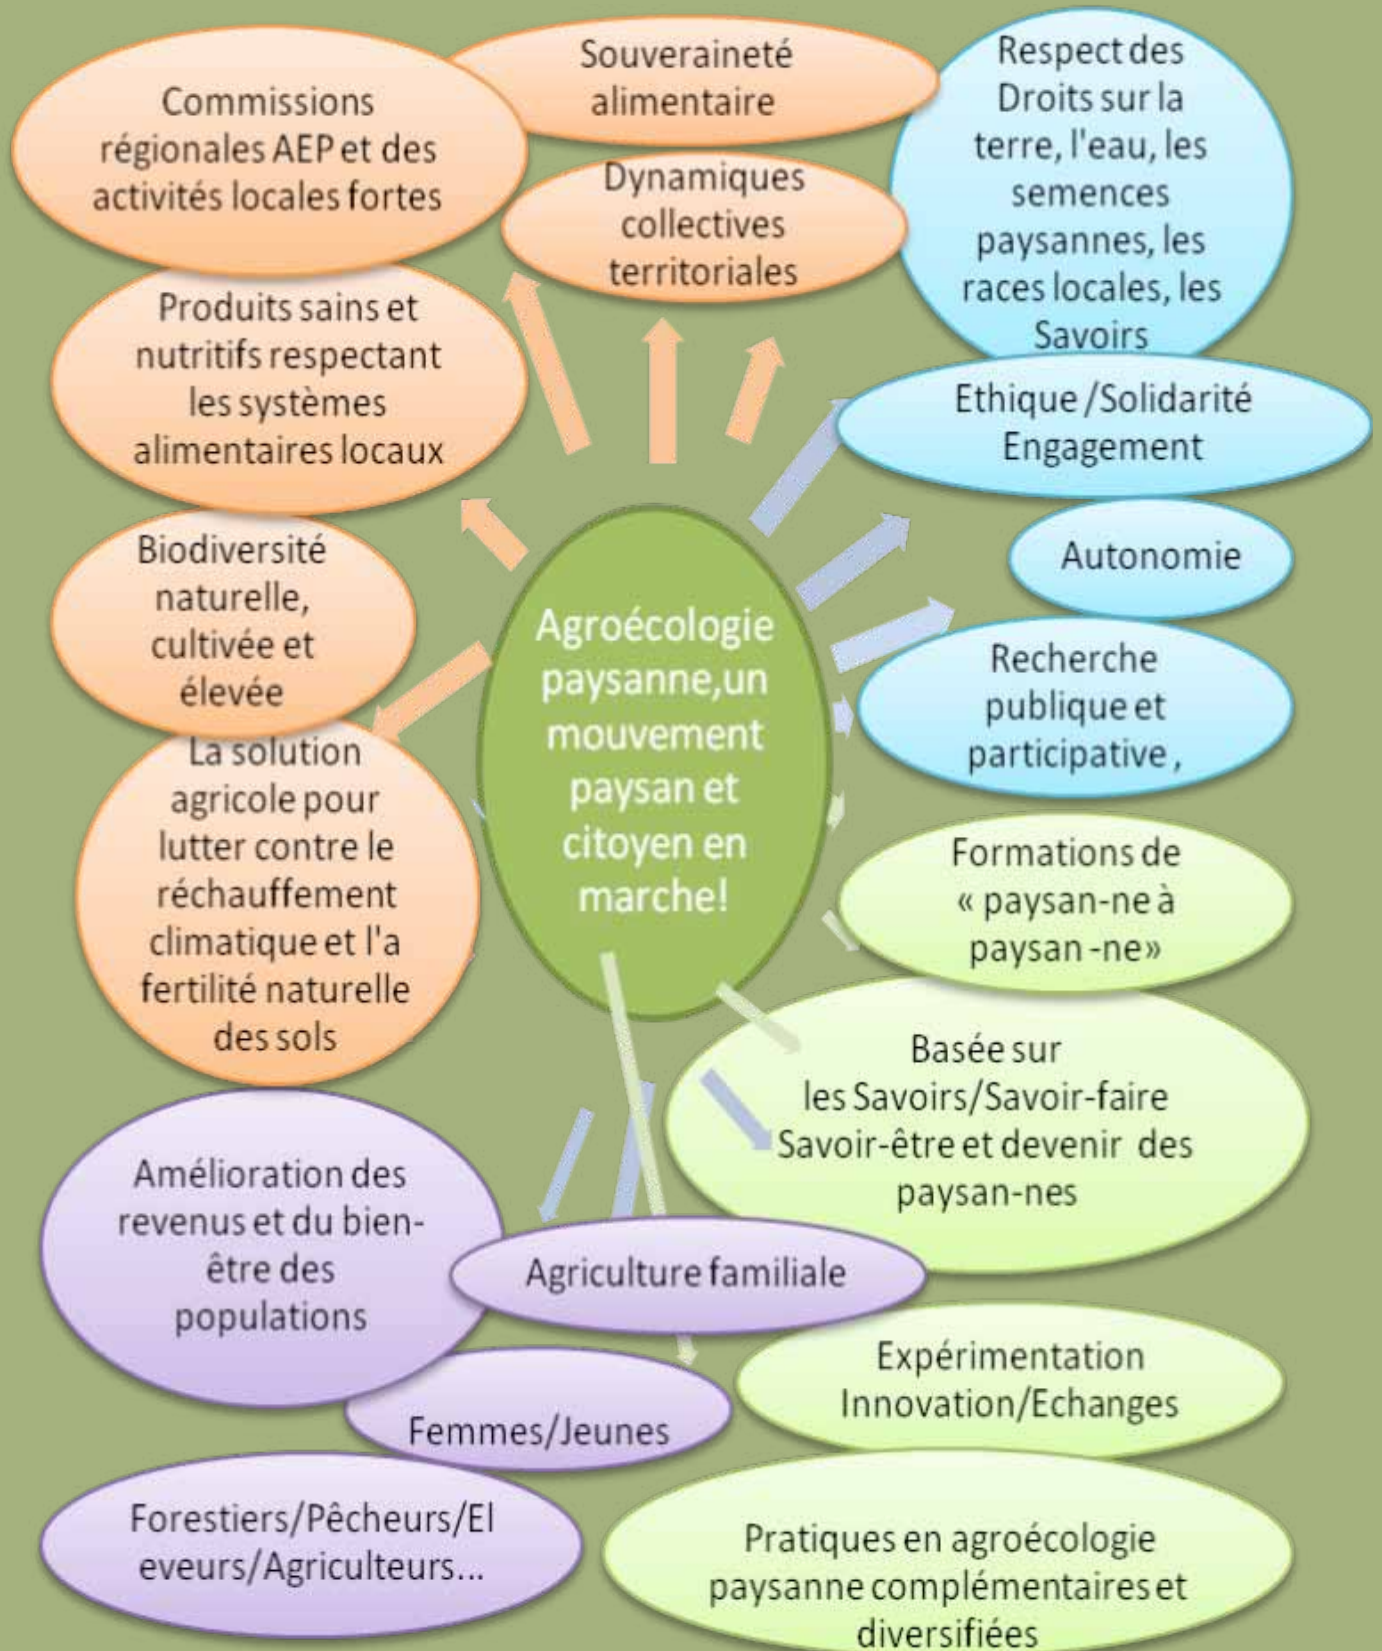 Souveraineté
alimentaire
Commissions
régionales AEP et des
activités locales fortes
Dynamiques
collectives
territoriales
Respect des
Droits sur la
terre, l'eau, les
semences
paysannes, les
races locales, les
Savoirs
Produits sains et
nutritifs respectant
les systèmes
alimentaires locaux
Ethique /Solidarité
Engagement
Biodiversité
naturelle,
cultivée et
élevée
Autonomie
Agroécologie
paysanne,un
mouvement
paysan et
citoyen en
marche!
Recherche
publique et
participative ,
La solution
agricole pour
lutter contre le
réchauffement
climatique et l'a
fertilité naturelle
des sols
Formations de
« paysan-ne à
paysan -ne»
Basée sur
les Savoirs/Savoir-faire
Savoir-être et devenir des
paysan-nes
Amélioration des
revenus et du bien-
être des
populations
Agriculture familiale
Expérimentation
Innovation/Echanges
Femmes/Jeunes
Forestiers/Pêcheurs/El
eveurs/Agriculteurs...
Pratiques en agroécologie
paysanne complémentaires et
diversifiées